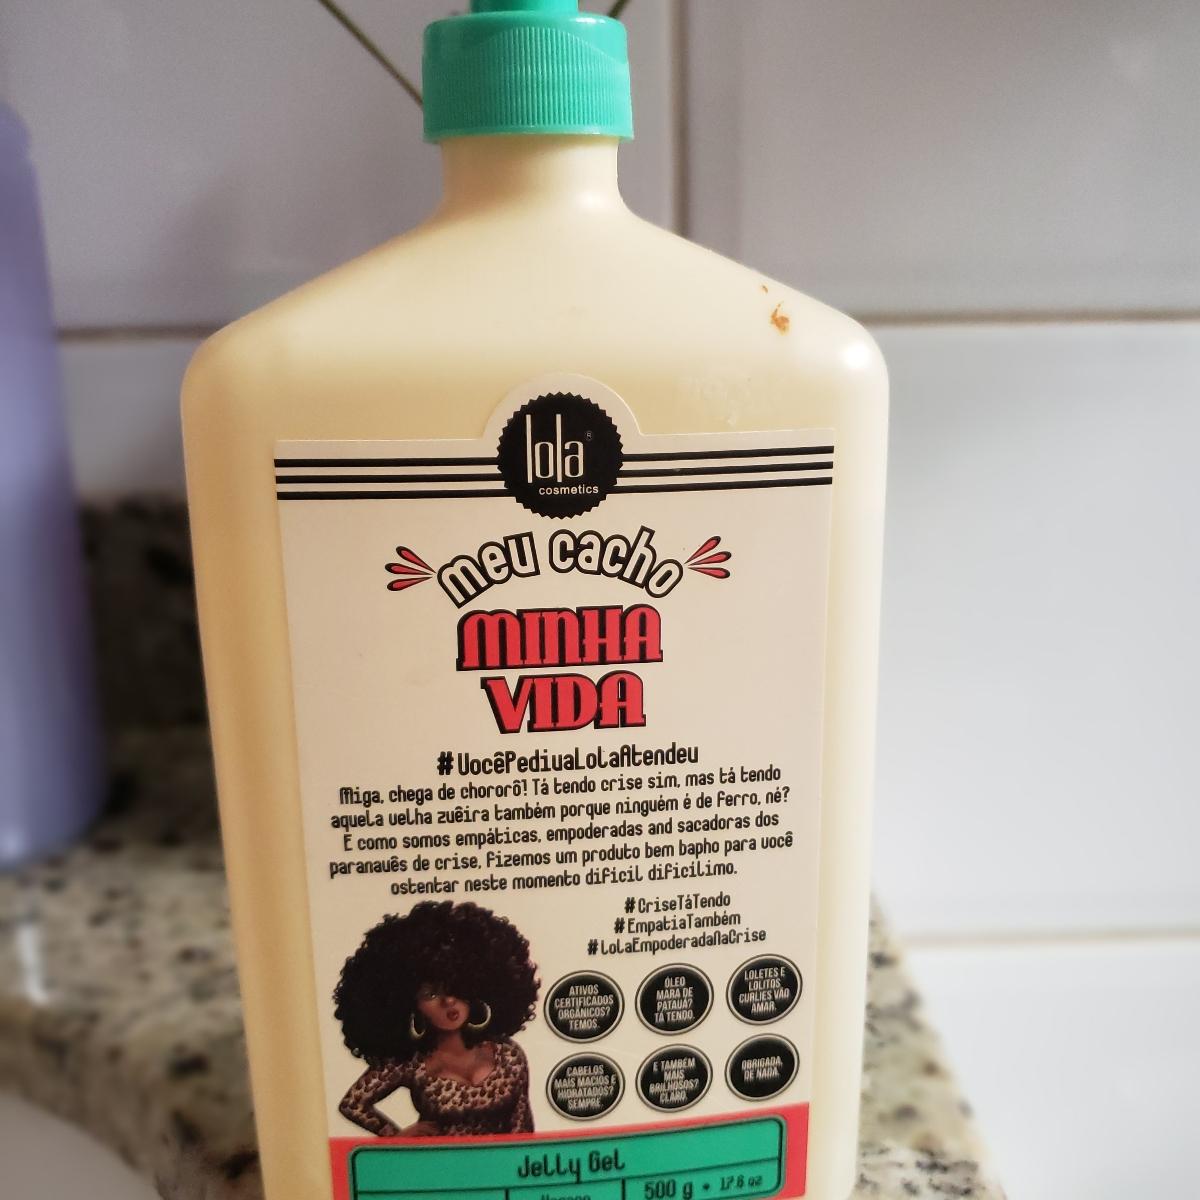 lola®
cosmetics
meu cacho
MINHA
VIDA
#VocêPediuaLolaAtendeu
Miga, chega de chororô! Tá tendo crise sim, mas tá tendo
aquela velha zuêira também porque ninguém é de ferro, né?
E como somos empáticas, empoderadas and sacadoras dos
paranauês de crise, fizemos um produto bem bapho para você
ostentar neste momento difícil dificílimo.
#CriseTáTendo
#EmpatiaTambém
#LolaEmpoderadaNaCrise
ATIVOS
CERTIFICADOS
ORGÂNICOS?
TEMOS.
ÓLEO
MARA DE
PATAUÁ?
TÁ TENDO.
LOLETES E
LOLITOS
CURLIES VÃO
AMAR.
CABELOS
MAIS MACIOS E
HIDRATADOS?
SEMPRE.
E TAMBÉM
MAIS
BRILHOSOS?
CLARO.
OBRIGADA,
DE NADA.
Jelly Gel
500 g • 17.6 oz